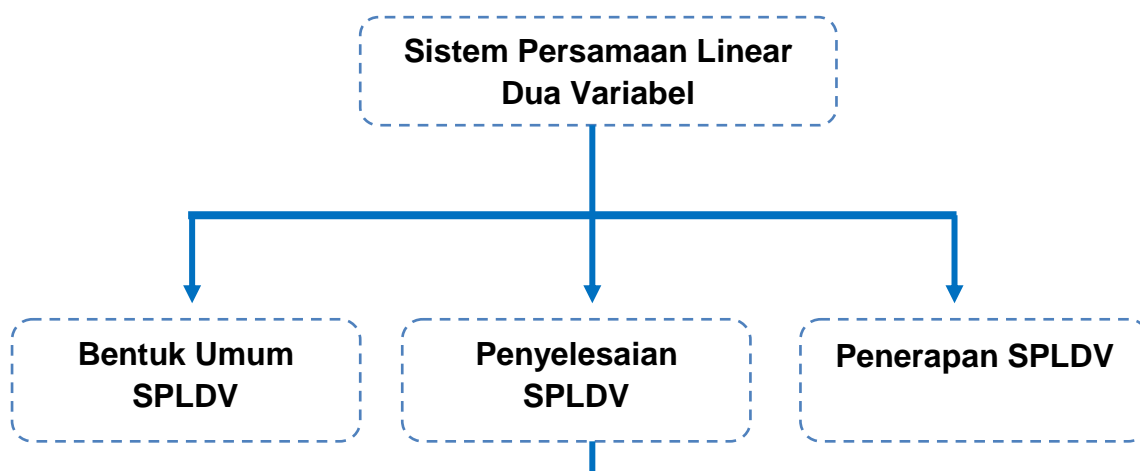 Sistem Persamaan Linear
Dua Variabel
Bentuk Umum
SPLDV
Penyelesaian
SPLDV
Penerapan SPLDV